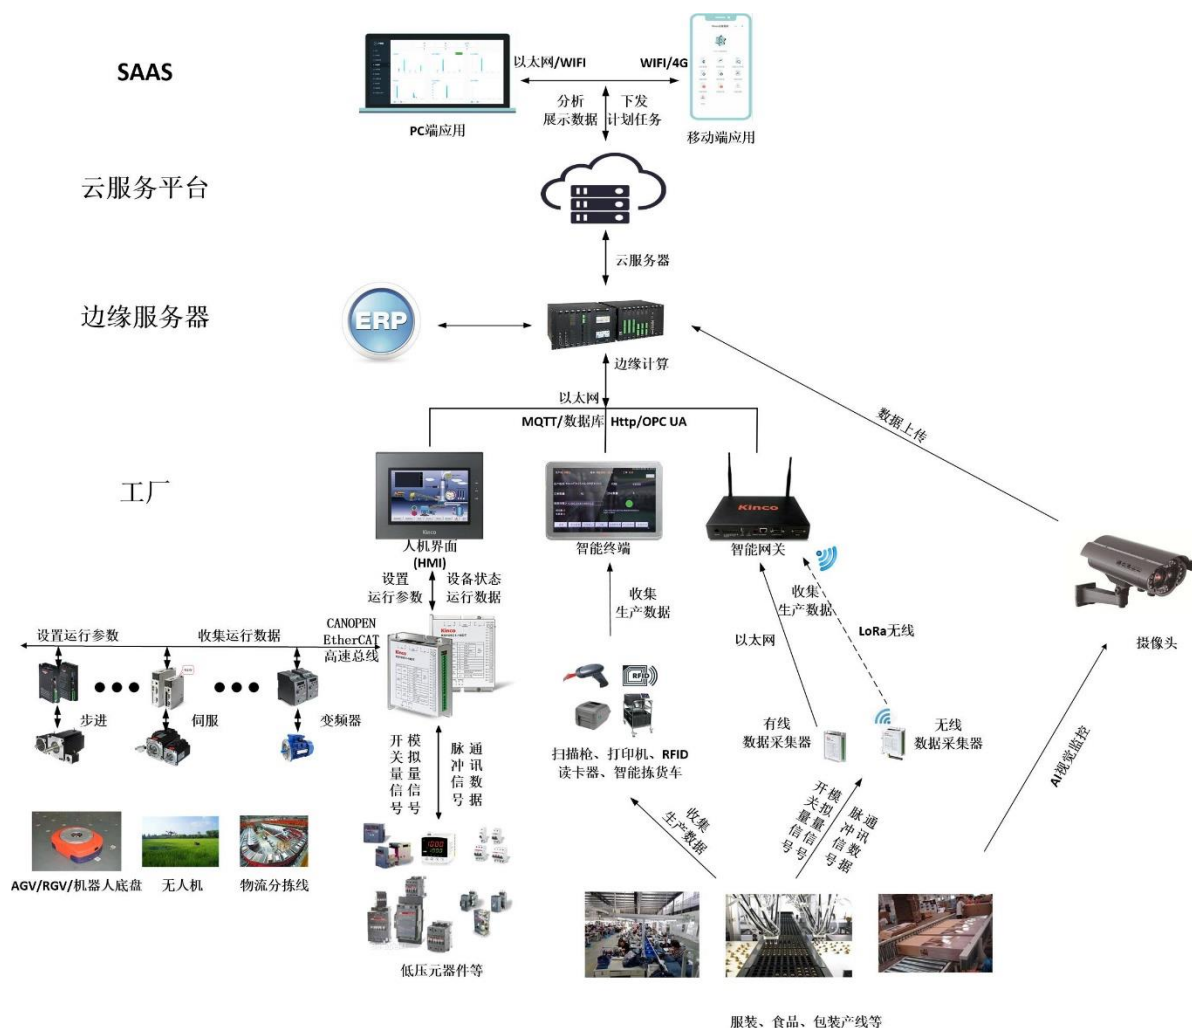 SAAS
以太网/WIFI
WIFI/4G
分析
展示数据
下发
计划任务
PC端应用
移动端应用
云服务平台
云服务器
边缘服务器
ERP
边缘计算
以太网
MQTT/数据库 Http/OPC UA
数据上传
工厂
Kinco
Kinco
人机界面
(HMI)
智能终端
智能网关
设置
运行参数
设备状态
运行数据
收集
生产数据
收集
生产数据
LoRa无线
以太网
摄像头
设置运行参数
收集运行数据
CANOPEN
EtherCAT
高速总线
Kinco
Kinco
步进
伺服
变频器
RFID
有线
数据采集器
无线
数据采集器
扫描枪、打印机、RFID
读卡器、智能拣货车
开关量信号
模拟量信号
脉冲信号
通讯数据
收集
生产数据
开关量信号
模拟量信号
脉冲信号
通讯数据
AI视觉监控
AGV/RGV/机器人底盘
无人机
物流分拣线
低压元器件等
服装、食品、包装产线等